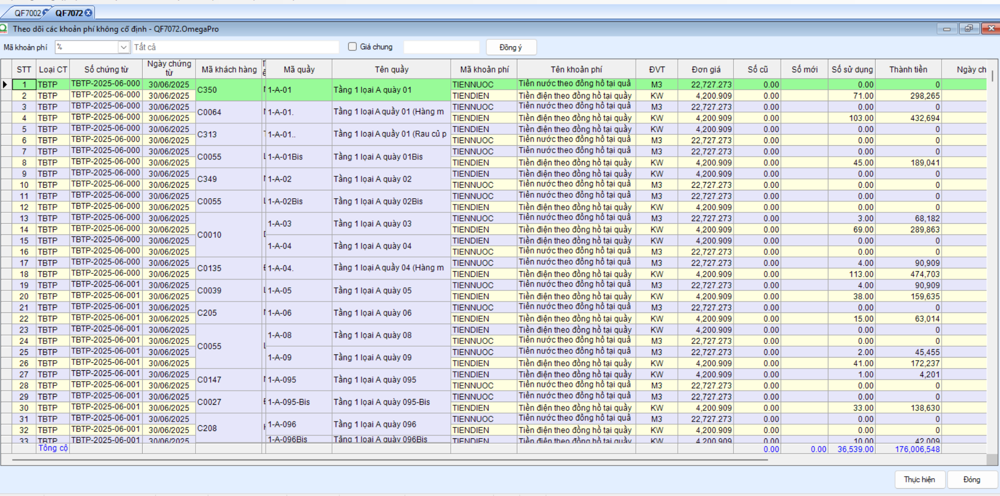 QF7002 QF7072
Theo dõi các khoản phí không cố định - QF7072.OmegaPro
Mã khoản phí % Tất cả Giá chung Đồng ý
STT Loại CT Số chứng từ Ngày chứng từ Mã khách hàng Mã quầy Tên quầy Mã khoản phí Tên khoản phí ĐVT Đơn giá Số cũ Số mới Số sử dụng Thành tiền Ngày ch
1 TBTP TBTP-2025-06-000 30/06/2025 C350 1-A-01 Tầng 1 lọai A quày 01 TIENNUOC Tiền nước theo đồng hồ tại quầ M3 22,727.273 0.00 0.00 0
2 TBTP TBTP-2025-06-000 30/06/2025 TIENDIEN Tiền điện theo đồng hồ tại quầy KW 4,200.909 0.00 71.00 298,265
3 TBTP TBTP-2025-06-000 30/06/2025 C0064 1-A-01. Tầng 1 loại A quầy 01 (Hàng m TIENNUOC Tiền nước theo đồng hồ tại quầ M3 22,727.273 0.00 0.00 0
4 TBTP TBTP-2025-06-000 30/06/2025 TIENDIEN Tiền điện theo đồng hồ tại quầy KW 4,200.909 0.00 103.00 432,694
5 TBTP TBTP-2025-06-000 30/06/2025 C313 1-A-01.. Tầng 1 loại A quầy 01 (Rau củ p TIENDIEN Tiền điện theo đồng hồ tại quầy KW 4,200.909 0.00 0.00 0
6 TBTP TBTP-2025-06-000 30/06/2025 TIENNUOC Tiền nước theo đồng hồ tại quầ M3 22,727.273 0.00 0.00 0
7 TBTP TBTP-2025-06-000 30/06/2025 C0055 1-A-01Bis Tầng 1 lọai A quày 01Bis TIENNUOC Tiền nước theo đồng hồ tại quầ M3 22,727.273 0.00 0.00 0
8 TBTP TBTP-2025-06-000 30/06/2025 TIENDIEN Tiền điện theo đồng hồ tại quầy KW 4,200.909 0.00 45.00 189,041
9 TBTP TBTP-2025-06-000 30/06/2025 C349 1-A-02 Tầng 1 lọai A quày 02 TIENDIEN Tiền điện theo đồng hồ tại quầy KW 4,200.909 0.00 0.00 0
10 TBTP TBTP-2025-06-000 30/06/2025 TIENNUOC Tiền nước theo đồng hồ tại quầ M3 22,727.273 0.00 0.00 0
11 TBTP TBTP-2025-06-000 30/06/2025 C0055 1-A-02Bis Tầng 1 lọai A quày 02Bis TIENNUOC Tiền nước theo đồng hồ tại quầ M3 22,727.273 0.00 0.00 0
12 TBTP TBTP-2025-06-000 30/06/2025 TIENDIEN Tiền điện theo đồng hồ tại quầy KW 4,200.909 0.00 0.00 0
13 TBTP TBTP-2025-06-000 30/06/2025 C0010 1-A-03 Tầng 1 lọai A quày 03 TIENNUOC Tiền nước theo đồng hồ tại quầ M3 22,727.273 0.00 3.00 68,182
14 TBTP TBTP-2025-06-000 30/06/2025 TIENDIEN Tiền điện theo đồng hồ tại quầy KW 4,200.909 0.00 69.00 289,863
15 TBTP TBTP-2025-06-000 30/06/2025 1-A-04 Tầng 1 lọai A quày 04 TIENDIEN Tiền điện theo đồng hồ tại quầy KW 4,200.909 0.00 0.00 0
16 TBTP TBTP-2025-06-000 30/06/2025 TIENNUOC Tiền nước theo đồng hồ tại quầ M3 22,727.273 0.00 0.00 0
17 TBTP TBTP-2025-06-000 30/06/2025 C0135 1-A-04. Tầng 1 loại A quầy 04 (Hàng m TIENNUOC Tiền nước theo đồng hồ tại quầ M3 22,727.273 0.00 4.00 90,909
18 TBTP TBTP-2025-06-000 30/06/2025 TIENDIEN Tiền điện theo đồng hồ tại quầy KW 4,200.909 0.00 113.00 474,703
19 TBTP TBTP-2025-06-001 30/06/2025 C0039 1-A-05 Tầng 1 lọai A quày 05 TIENNUOC Tiền nước theo đồng hồ tại quầ M3 22,727.273 0.00 4.00 90,909
20 TBTP TBTP-2025-06-001 30/06/2025 TIENDIEN Tiền điện theo đồng hồ tại quầy KW 4,200.909 0.00 38.00 159,635
21 TBTP TBTP-2025-06-001 30/06/2025 C205 1-A-06 Tầng 1 lọai A quày 06 TIENNUOC Tiền nước theo đồng hồ tại quầ M3 22,727.273 0.00 0.00 0
22 TBTP TBTP-2025-06-001 30/06/2025 TIENDIEN Tiền điện theo đồng hồ tại quầy KW 4,200.909 0.00 15.00 63,014
23 TBTP TBTP-2025-06-001 30/06/2025 C0055 1-A-08 Tầng 1 lọai A quày 08 TIENDIEN Tiền điện theo đồng hồ tại quầy KW 4,200.909 0.00 0.00 0
24 TBTP TBTP-2025-06-001 30/06/2025 TIENNUOC Tiền nước theo đồng hồ tại quầ M3 22,727.273 0.00 0.00 0
25 TBTP TBTP-2025-06-001 30/06/2025 1-A-09 Tầng 1 lọai A quày 09 TIENNUOC Tiền nước theo đồng hồ tại quầ M3 22,727.273 0.00 2.00 45,455
26 TBTP TBTP-2025-06-001 30/06/2025 TIENDIEN Tiền điện theo đồng hồ tại quầy KW 4,200.909 0.00 41.00 172,237
27 TBTP TBTP-2025-06-001 30/06/2025 C0147 1-A-095 Tầng 1 lọai A quày 095 TIENDIEN Tiền điện theo đồng hồ tại quầy KW 4,200.909 0.00 1.00 4,201
28 TBTP TBTP-2025-06-001 30/06/2025 TIENNUOC Tiền nước theo đồng hồ tại quầ M3 22,727.273 0.00 0.00 0
29 TBTP TBTP-2025-06-001 30/06/2025 C0027 1-A-095-Bis Tầng 1 lọai A quày 095-Bis TIENNUOC Tiền nước theo đồng hồ tại quầ M3 22,727.273 0.00 0.00 0
30 TBTP TBTP-2025-06-001 30/06/2025 TIENDIEN Tiền điện theo đồng hồ tại quầy KW 4,200.909 0.00 33.00 138,630
31 TBTP TBTP-2025-06-001 30/06/2025 C208 1-A-096 Tầng 1 lọai A quày 096 TIENNUOC Tiền nước theo đồng hồ tại quầ M3 22,727.273 0.00 0.00 0
32 TBTP TBTP-2025-06-001 30/06/2025 TIENDIEN Tiền điện theo đồng hồ tại quầy KW 4,200.909 0.00 0.00 0
33 TBTP TBTP-2025-06-001 30/06/2025 1-A-096Bis Tầng 1 lọai A quày 096Bis TIENDIEN Tiền điện theo đồng hồ tại quầy KW 4,200.909 0.00 10.00 42,009
Tổng cộ 0.00 0.00 36,539.00 176,006,548
Thực hiện Đóng